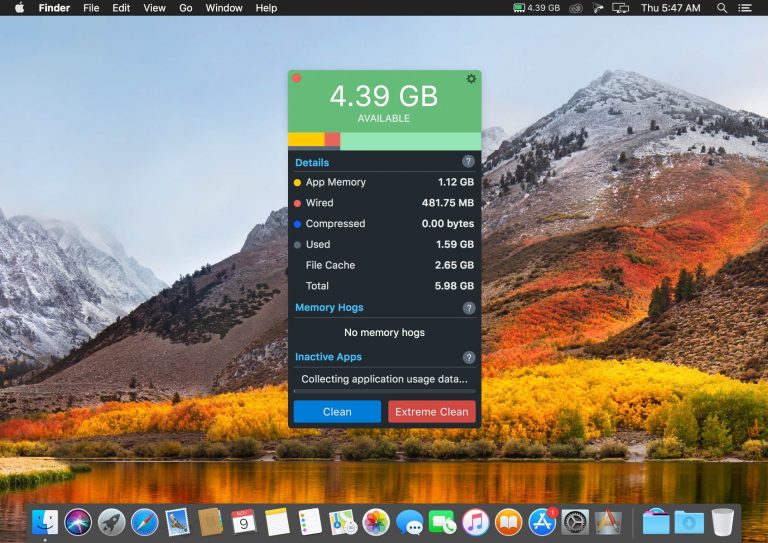 Finder File Edit View Go Window Help 4.39 GB Thu 5:47 AM
4.39 GB
AVAILABLE
Details ?
App Memory 1.12 GB
Wired 481.75 MB
Compressed 0.00 bytes
Used 1.59 GB
File Cache 2.65 GB
Total 5.98 GB
Memory Hogs ?
No memory hogs
Inactive Apps ?
Collecting application usage data...
Clean Extreme Clean
NOV
9
1